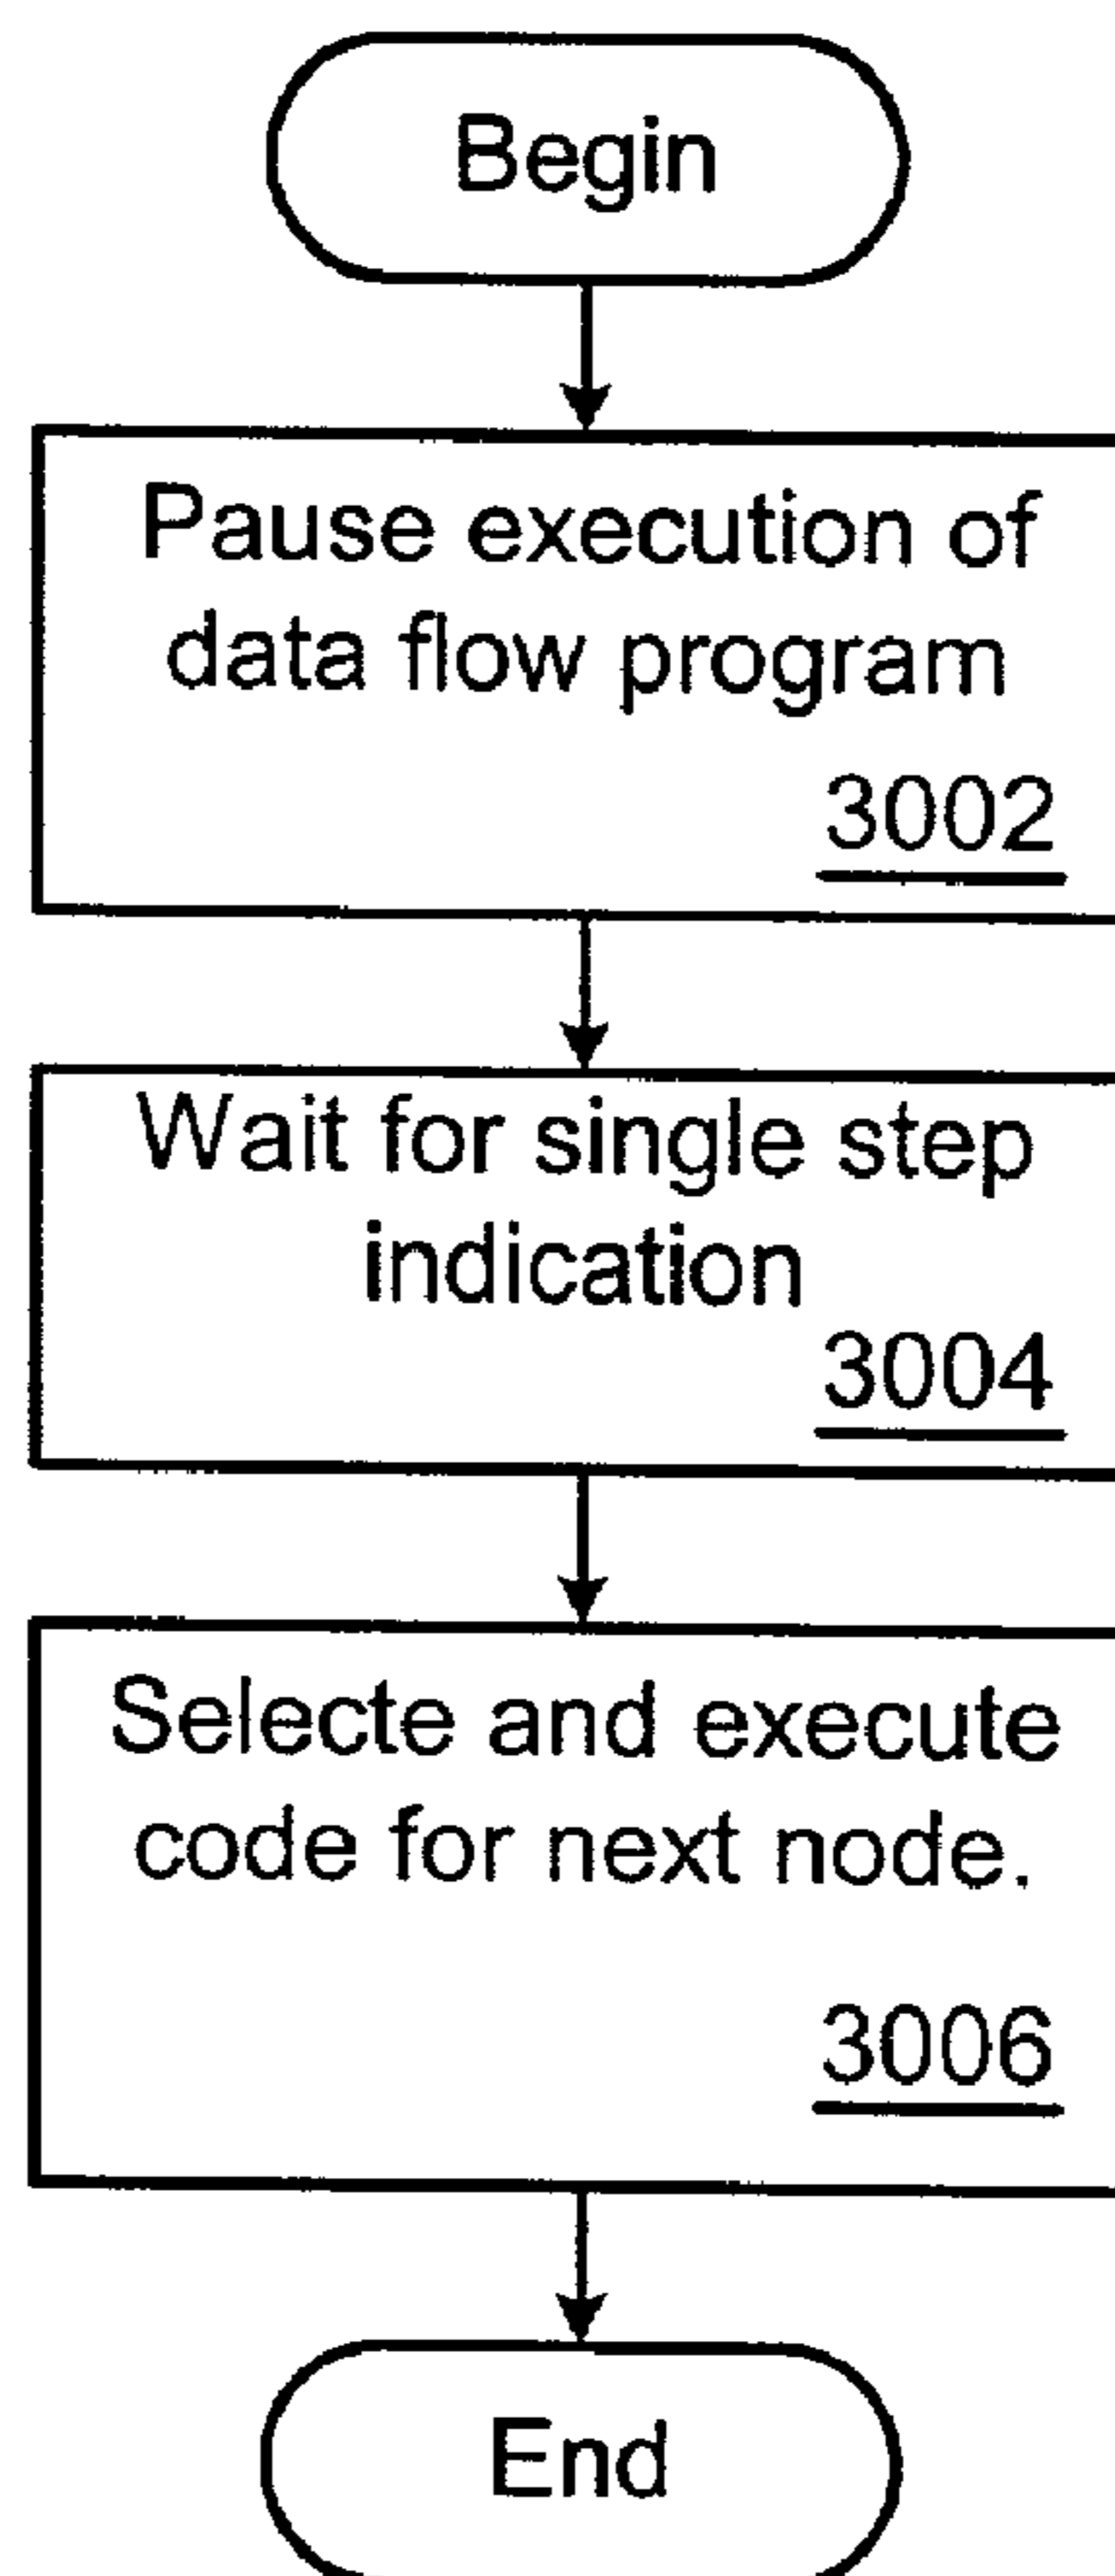 Begin
Pause execution of
data flow program
3002
Wait for single step
indication
3004
Selecte and execute
code for next node.
3006
End